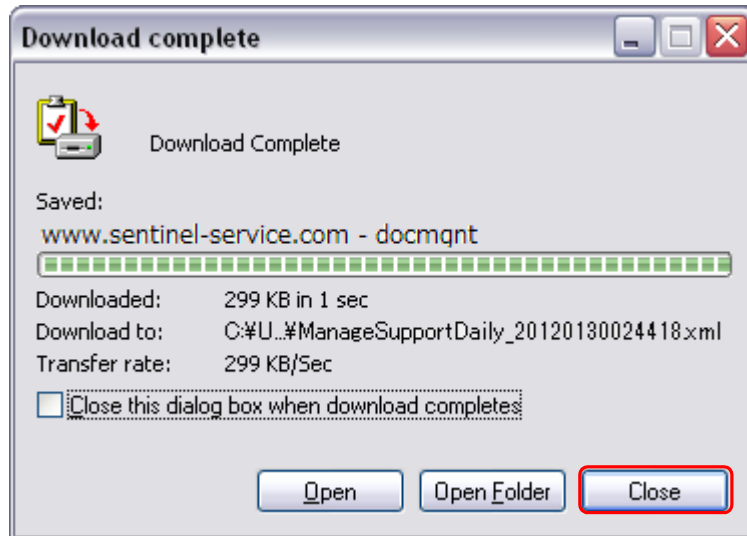 Download complete
Download Complete
Saved:
www.sentinel-service.com - docmgnt
Downloaded: 299 KB in 1 sec
Download to: C:¥U...¥ManageSupportDaily_20120130024418.xml
Transfer rate: 299 KB/Sec
Close this dialog box when download completes
Open Open Folder Close